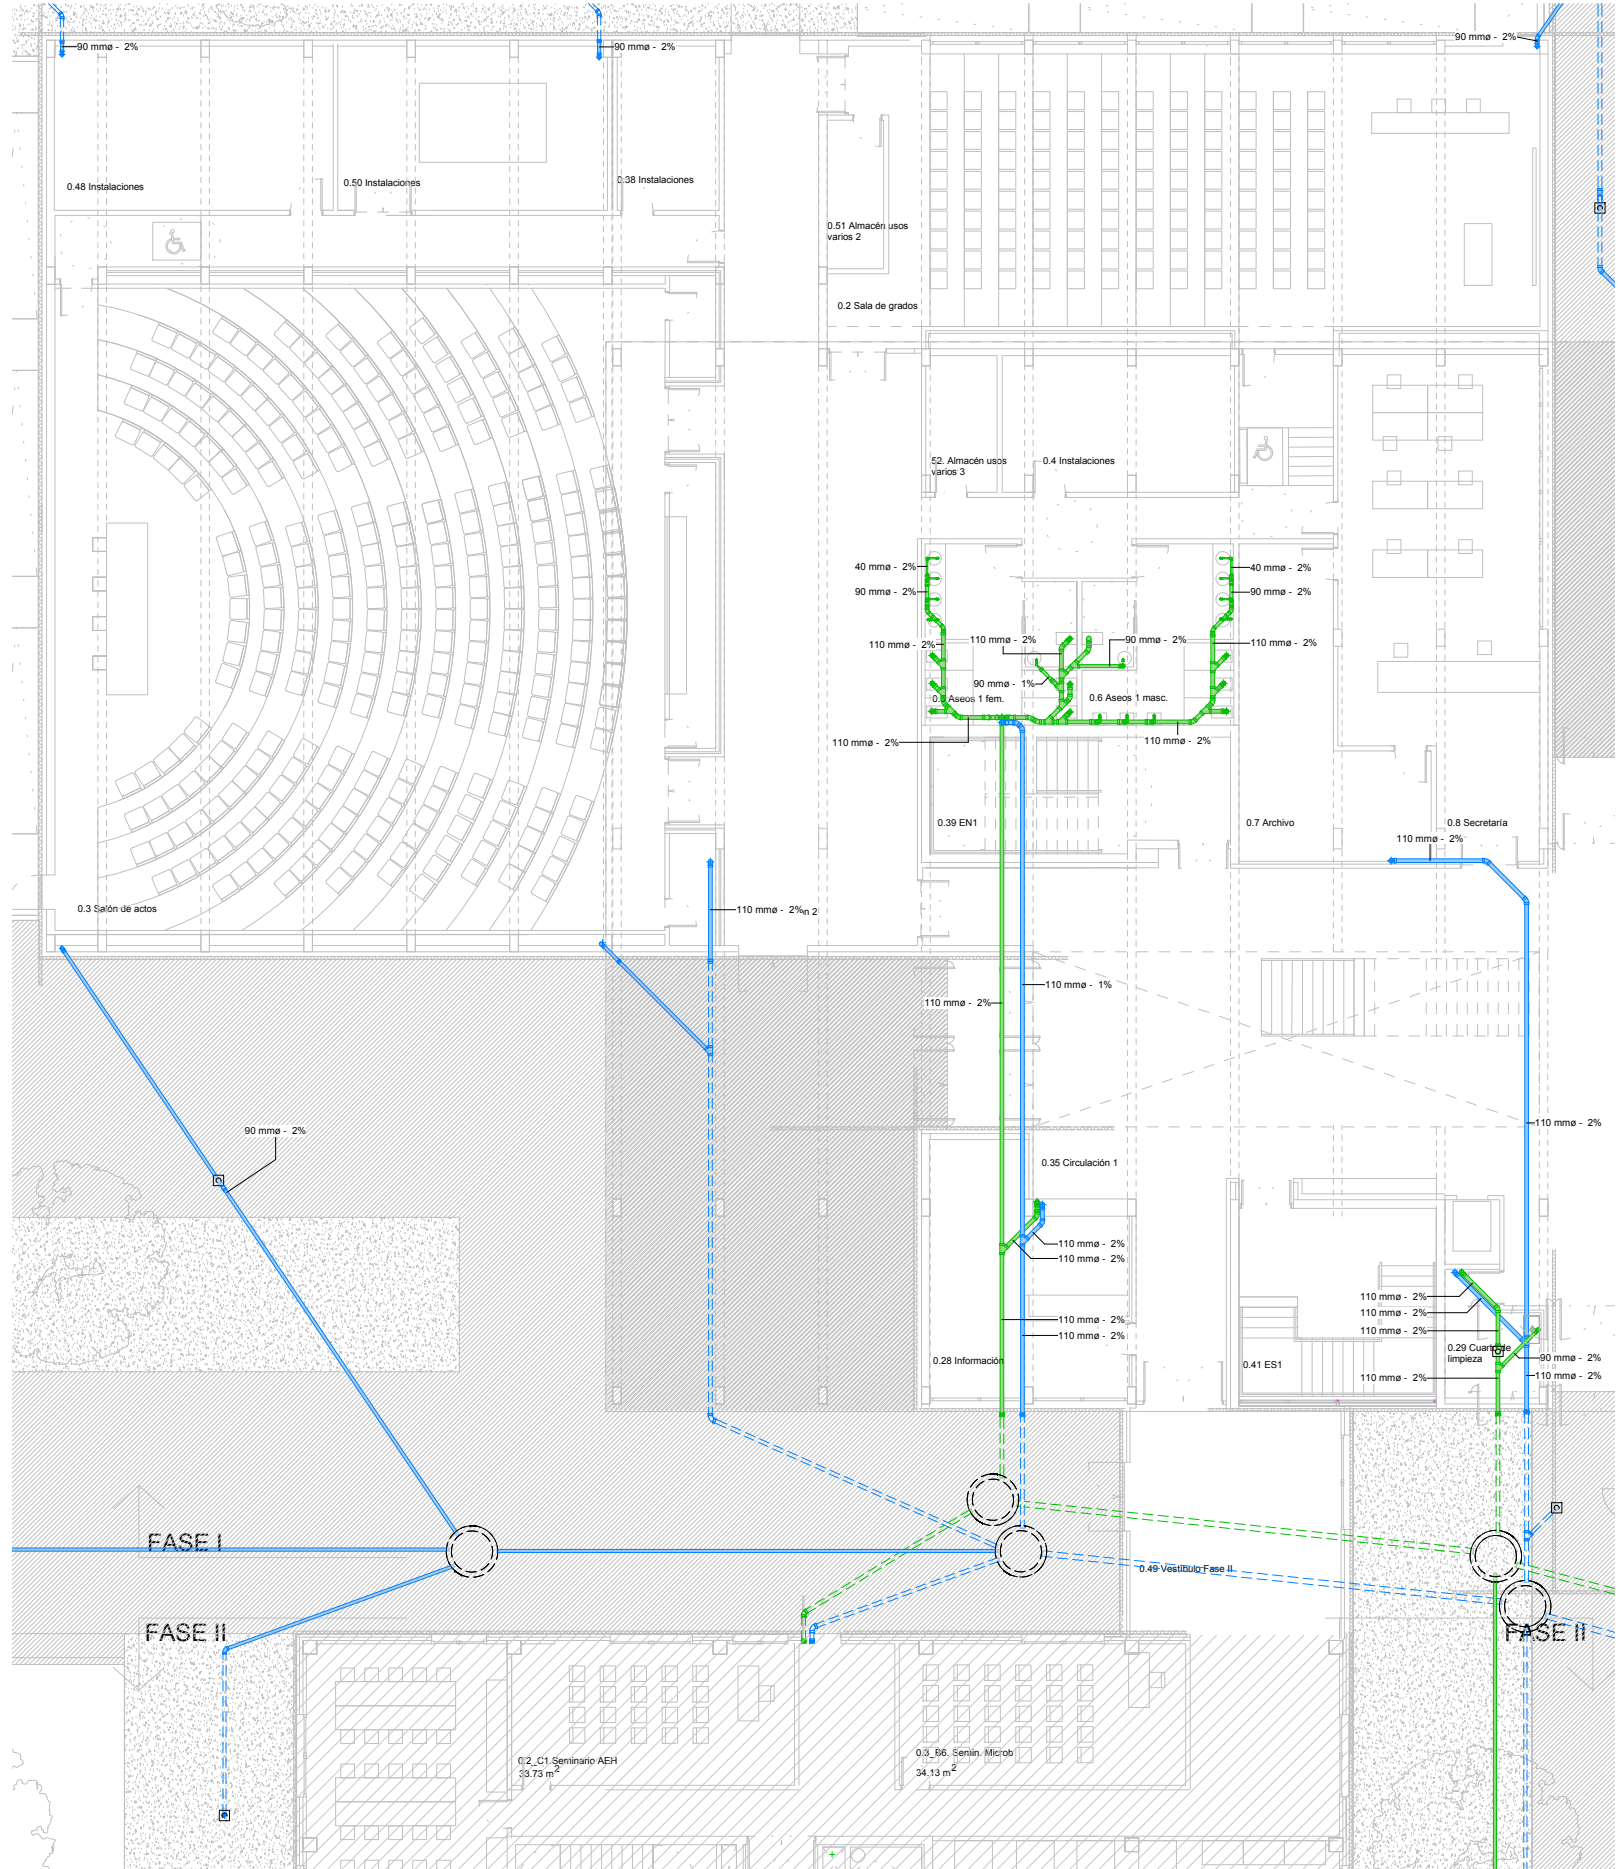 90 mmø - 2%
90 mmø - 2%
90 mmø - 2%
0.48 Instalaciones
0.50 Instalaciones
0.38 Instalaciones
0.51 Almacén usos
varios 2
0.2 Sala de grados
52. Almacén usos
varios 3
0.4 Instalaciones
40 mmø - 2%
40 mmø - 2%
90 mmø - 2%
90 mmø - 2%
110 mmø - 2%
110 mmø - 2%
90 mmø - 2%
110 mmø - 2%
90 mmø - 1%
0.5 Aseos 1 fem.
0.6 Aseos 1 masc.
110 mmø - 2%
110 mmø - 2%
0.39 EN1
0.7 Archivo
0.8 Secretaría
110 mmø - 2%
0.3 Salón de actos
110 mmø - 2%
n 2
110 mmø - 1%
110 mmø - 2%
90 mmø - 2%
110 mmø - 2%
0.35 Circulación 1
110 mmø - 2%
110 mmø - 2%
110 mmø - 2%
110 mmø - 2%
110 mmø - 2%
110 mmø - 2%
110 mmø - 2%
0.28 Información
0.41 ES1
0.29 Cuarto de
limpieza
90 mmø - 2%
110 mmø - 2%
110 mmø - 2%
FASE I
0.49 Vestíbulo Fase II
FASE II
FASE II
0.2_C1.Seminario AEH
33.73 m2
0.3_B6. Semin. Microb
34.13 m2